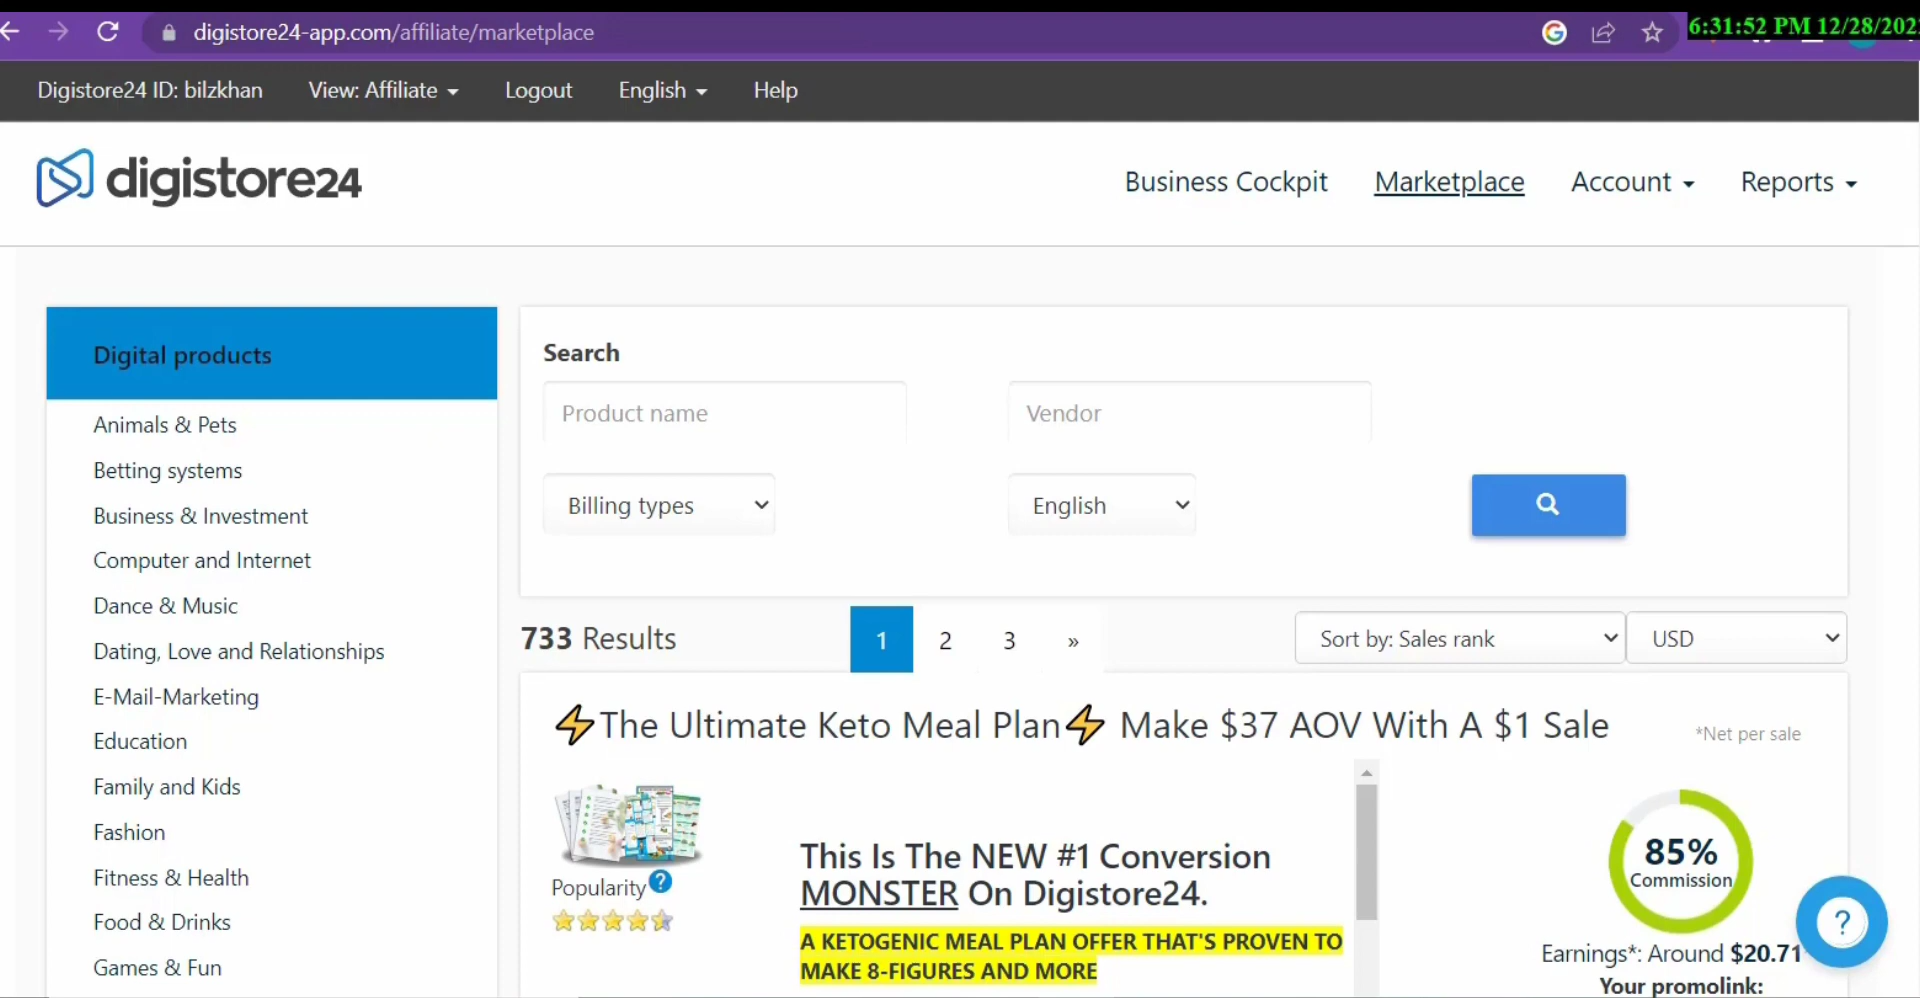 digistore24-app.com/affiliate/marketplace
6:31:52 PM 12/28/202
Digistore24 ID: bilzkhan View: Affiliate Logout English Help
digistore24
Business Cockpit Marketplace Account Reports
Digital products
Animals & Pets
Betting systems
Business & Investment
Computer and Internet
Dance & Music
Dating, Love and Relationships
E-Mail-Marketing
Education
Family and Kids
Fashion
Fitness & Health
Food & Drinks
Games & Fun
Search
Product name Vendor
Billing types English
733 Results 1 2 3 » Sort by: Sales rank USD
⚡The Ultimate Keto Meal Plan⚡ Make $37 AOV With A $1 Sale
*Net per sale
Popularity ?
This Is The NEW #1 Conversion
MONSTER On Digistore24.
A KETOGENIC MEAL PLAN OFFER THAT'S PROVEN TO
MAKE 8-FIGURES AND MORE
85%
Commission
Earnings*: Around $20.71
Your promolink:
?